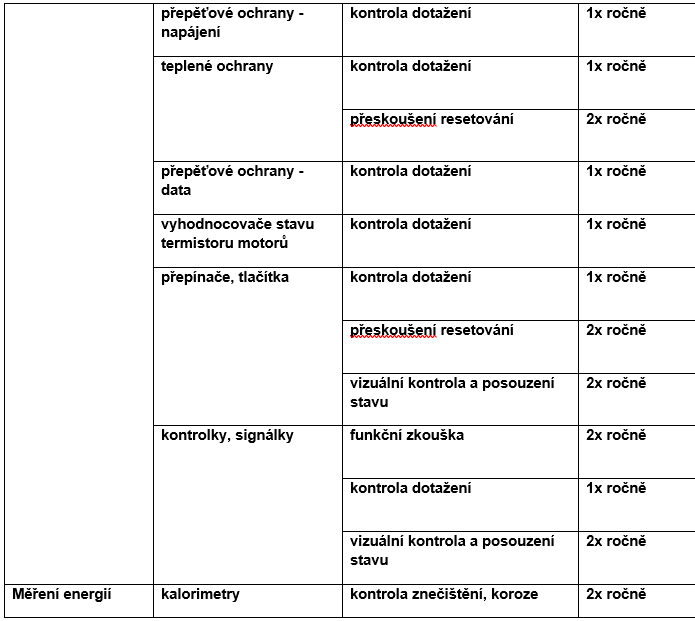 přepěťové ochrany - kontrola dotažení 1x ročně
napájení
teplené ochrany kontrola dotažení 1x ročně
přeskoušení resetování 2x ročně
přepěťové ochrany - kontrola dotažení 1x ročně
data
vyhodnocovače stavu kontrola dotažení 1x ročně
termistoru motorů
přepínače, tlačítka kontrola dotažení 1x ročně
přeskoušení resetování 2x ročně
vizuální kontrola a posouzení 2x ročně
stavu
kontrolky, signálky funkční zkouška 2x ročně
kontrola dotažení 1x ročně
vizuální kontrola a posouzení 2x ročně
stavu
Měření energií kalorimetry kontrola znečištění, koroze 2x ročně